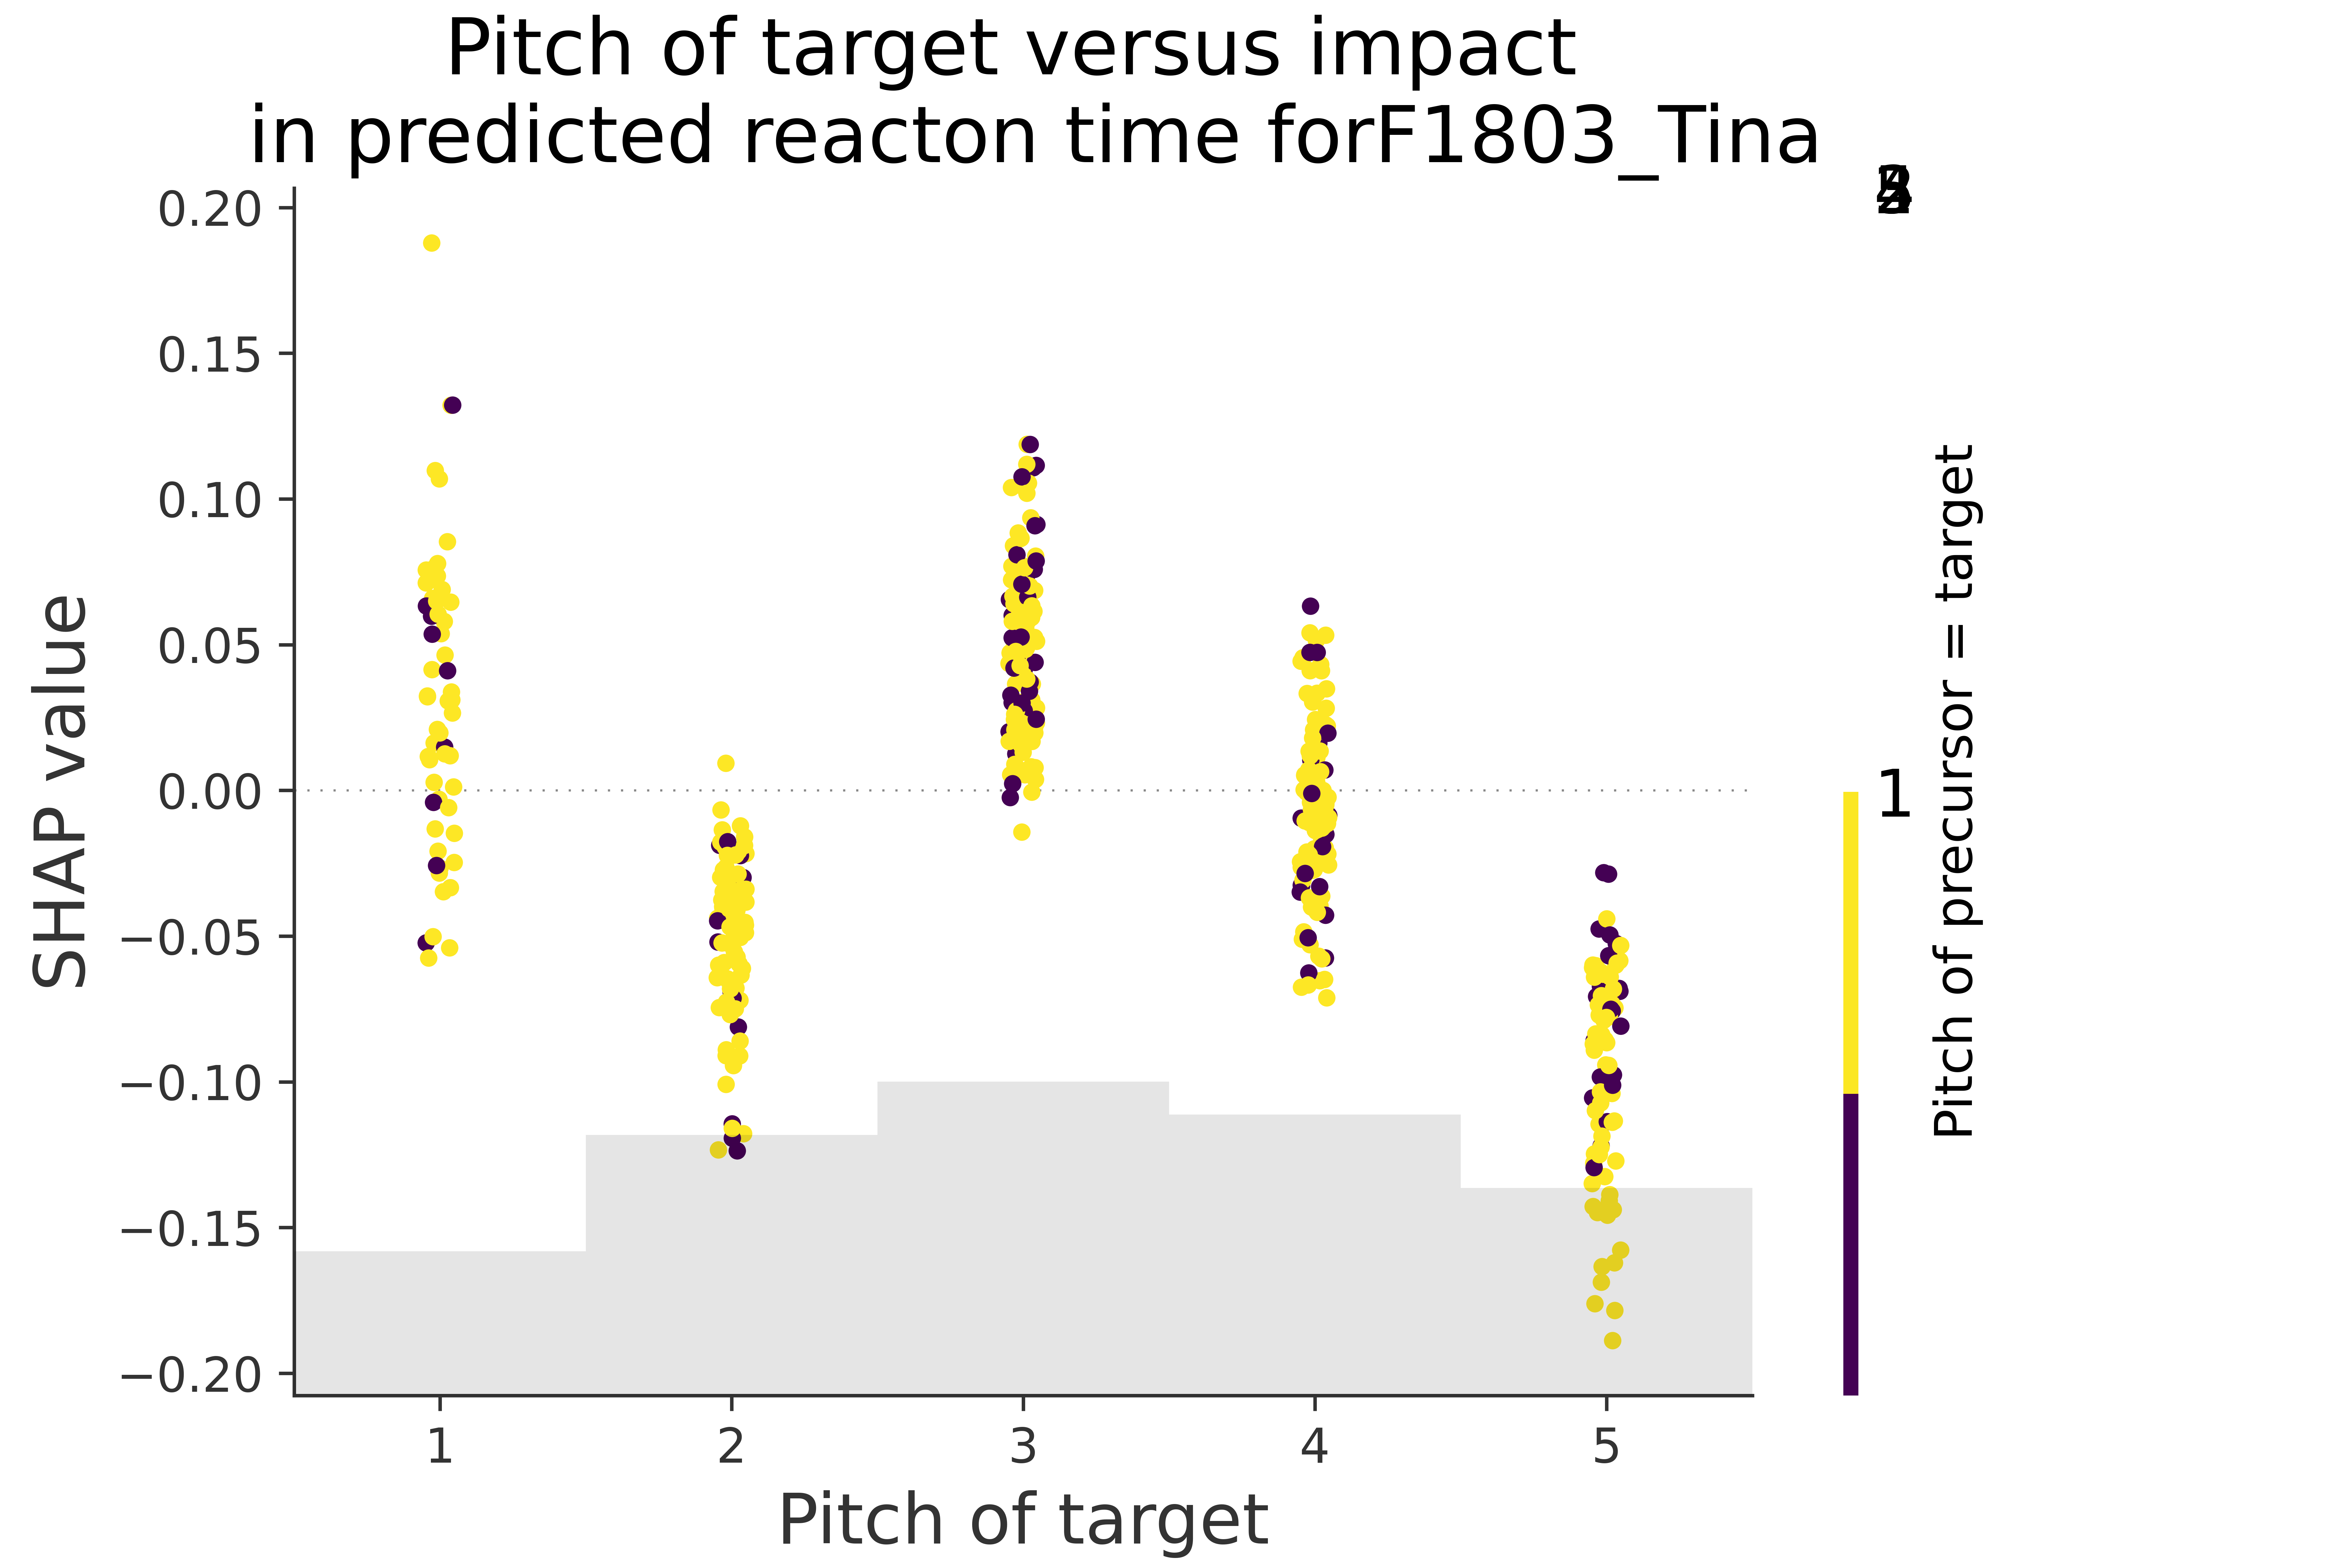 Pitch of target versus impact
in predicted reacton time forF1803_Tina
0.20
0.15
0.10
0.05
0.00
−0.05
−0.10
−0.15
−0.20
SHAP value
1 2 3 4 5
Pitch of target
1
Pitch of precursor = target